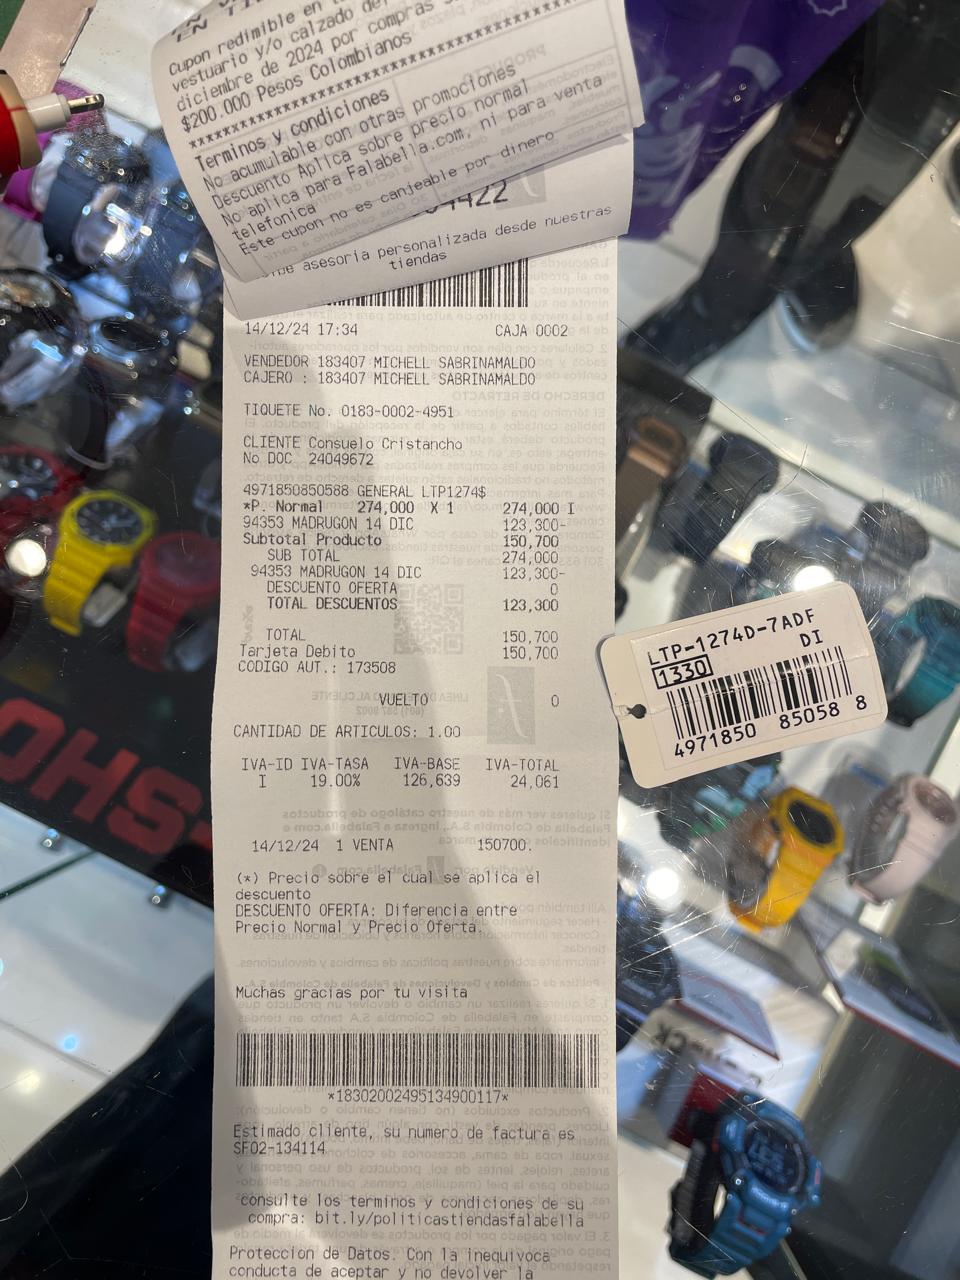 Cupon redimible en
vestuario y/o calzado de
diciembre de 2024 por compras
$200.000 Pesos Colombianos
Terminos y condiciones
No acumulable con otras promociones
Descuento Aplica sobre precio normal
No aplica para Falabella.com, ni para venta
telefonica
Este cupon no es canjeable por dinero
4422
asesoria personalizada desde nuestras
tiendas
14/12/24 17:34 CAJA 0002
VENDEDOR 183407 MICHELL SABRINAMALDO
CAJERO : 183407 MICHELL SABRINAMALDO
TIQUETE No. 0183-0002-4951
CLIENTE Consuelo Cristancho
No DOC 24049672
4971850850588 GENERAL LTP1274$
*P. Normal 274,000 X 1 274,000 I
94353 MADRUGON 14 DIC 123,300-
Subtotal Producto 150,700
SUB TOTAL 274,000
94353 MADRUGON 14 DIC 123,300-
DESCUENTO OFERTA 0
TOTAL DESCUENTOS 123,300
TOTAL 150,700
Tarjeta Debito 150,700
CODIGO AUT.: 173508
VUELTO 0
CANTIDAD DE ARTICULOS: 1.00
IVA-ID IVA-TASA IVA-BASE IVA-TOTAL
I 19.00% 126,639 24,061
14/12/24 1 VENTA 150700.
(*) Precio sobre el cual se aplica el
descuento
DESCUENTO OFERTA: Diferencia entre
Precio Normal y Precio Oferta.
Muchas gracias por tu visita
*18302002495134900117*
Estimado cliente, su numero de factura es
SF02-134114
consulte los terminos y condiciones de su
compra: bit.ly/politicastiendasfalabella
Proteccion de Datos. Con la inequivoca
conducta de aceptar y no devolver la
LTP-1274D-7ADF
DI
1330
4971850 85058 8